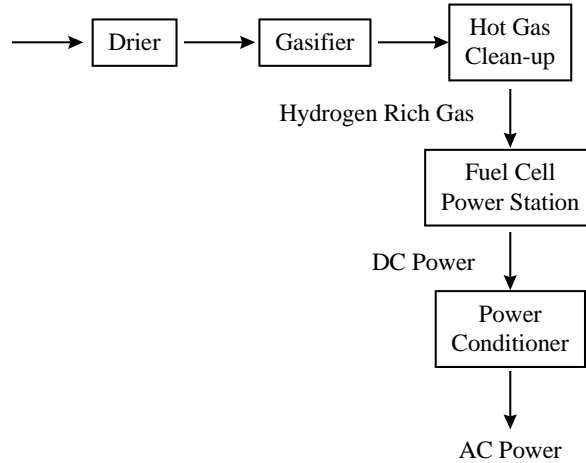 Drier
Gasifier
Hot Gas
Clean-up
Hydrogen Rich Gas
Fuel Cell
Power Station
DC Power
Power
Conditioner
AC Power